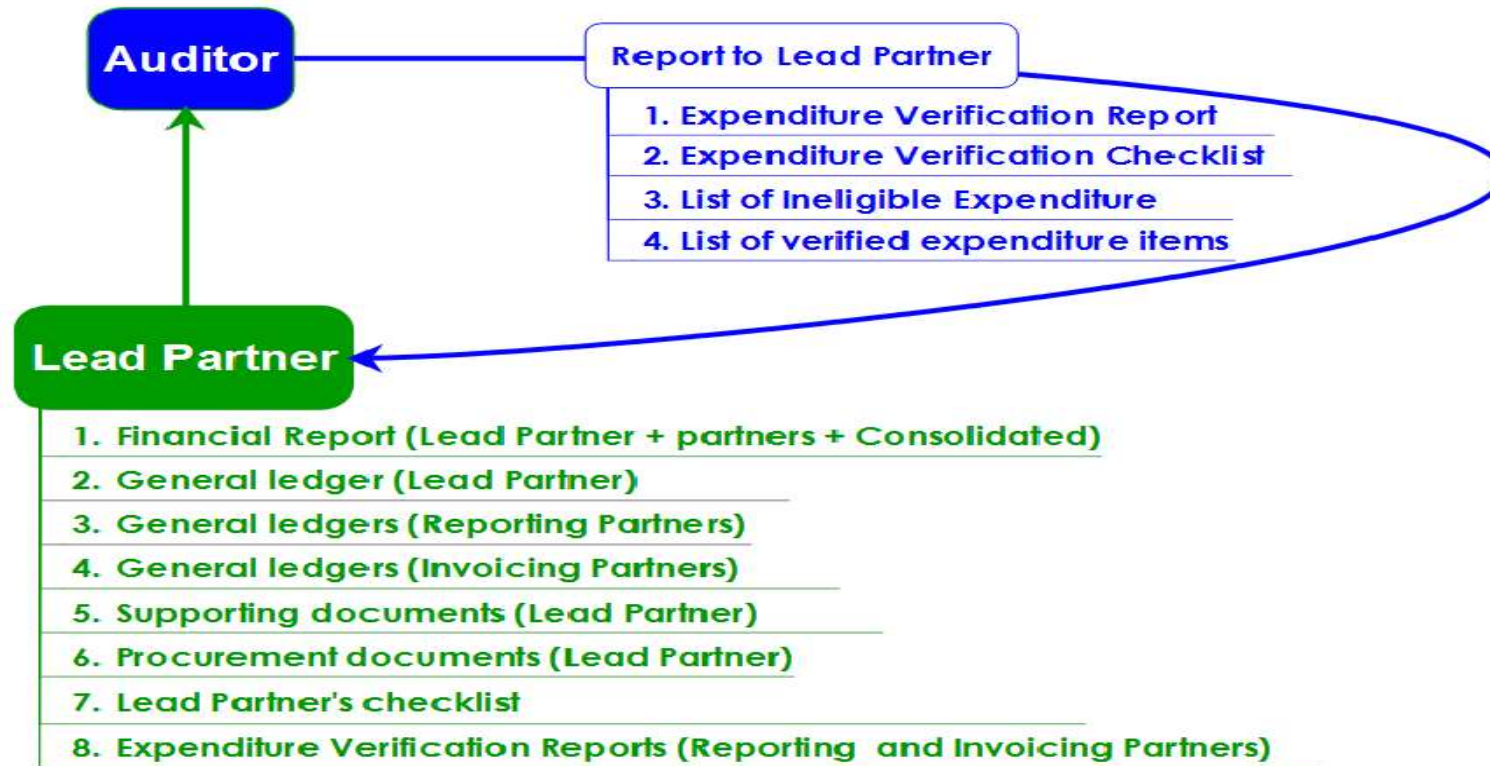 Auditor
Report to Lead Partner
1. Expenditure Verification Report
2. Expenditure Verification Checklist
3. List of Ineligible Expenditure
4. List of verified expenditure items
Lead Partner
1. Financial Report (Lead Partner + partners + Consolidated)
2. General ledger (Lead Partner)
3. General ledgers (Reporting Partners)
4. General ledgers (Invoicing Partners)
5. Supporting documents (Lead Partner)
6. Procurement documents (Lead Partner)
7. Lead Partner's checklist
8. Expenditure Verification Reports (Reporting and Invoicing Partners)